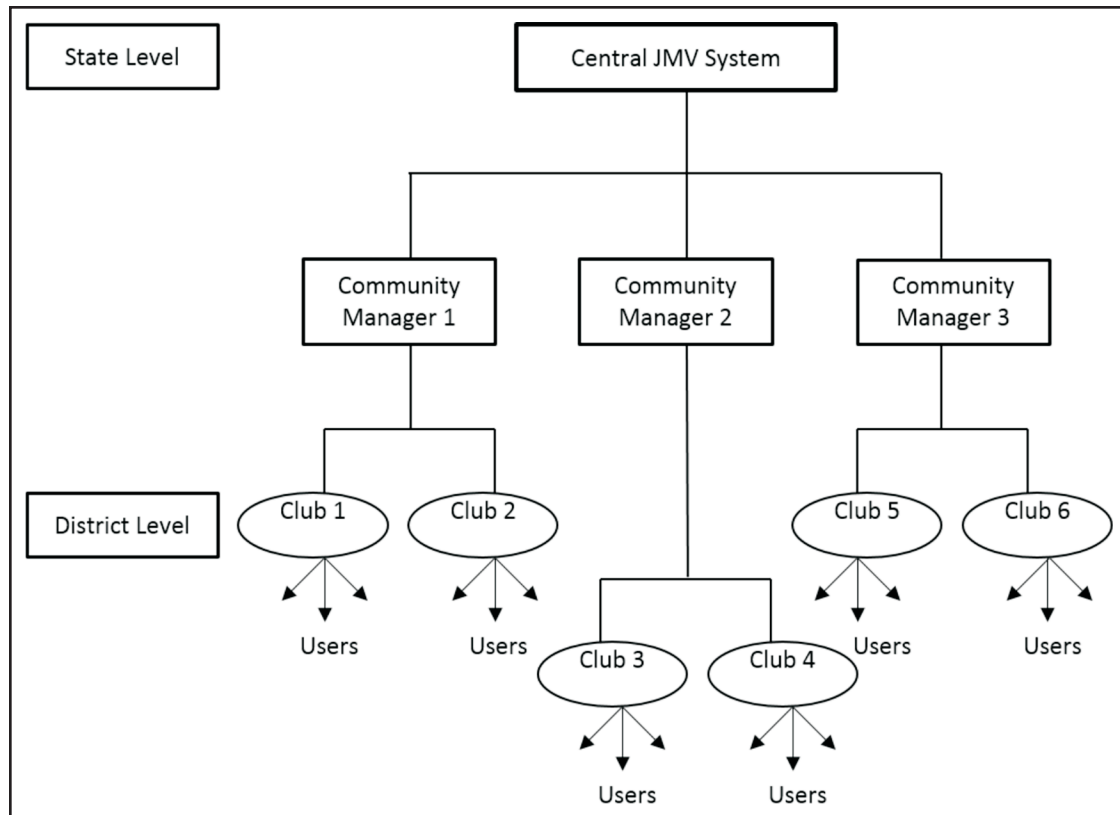 State Level
Central JMV System
Community
Manager 1
Community
Manager 2
Community
Manager 3
District Level
Club 1
Club 2
Club 5
Club 6
Users
Users
Users
Users
Club 3
Club 4
Users
Users